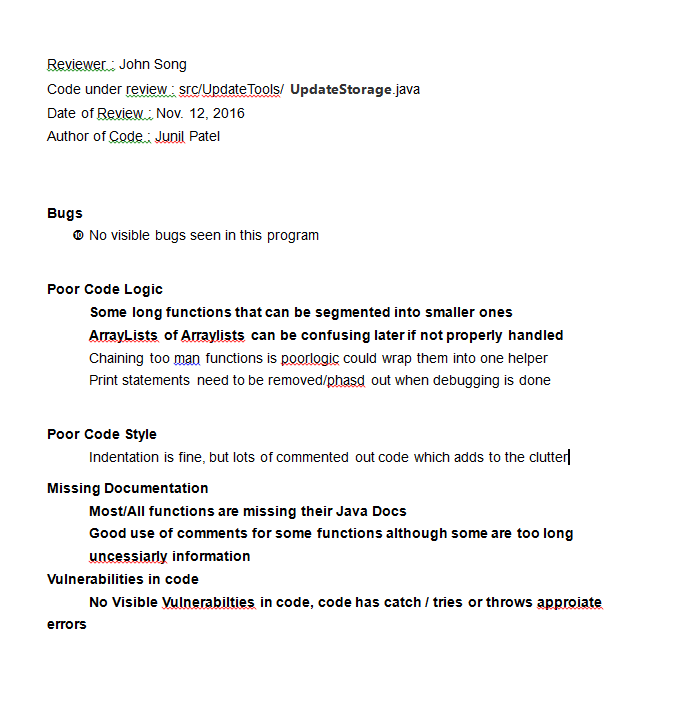 Reviewer : John Song
Code under review : src/UpdateTools/ UpdateStorage.java
Date of Review : Nov. 12, 2016
Author of Code : Junil Patel
Bugs
❿ No visible bugs seen in this program
Poor Code Logic
Some long functions that can be segmented into smaller ones
ArrayLists of Arraylists can be confusing later if not properly handled
Chaining too man functions is poorlogic could wrap them into one helper
Print statements need to be removed/phasd out when debugging is done
Poor Code Style
Indentation is fine, but lots of commented out code which adds to the clutter
Missing Documentation
Most/All functions are missing their Java Docs
Good use of comments for some functions although some are too long
uncessiarly information
Vulnerabilities in code
No Visible Vulnerabilties in code, code has catch / tries or throws approiate
errors